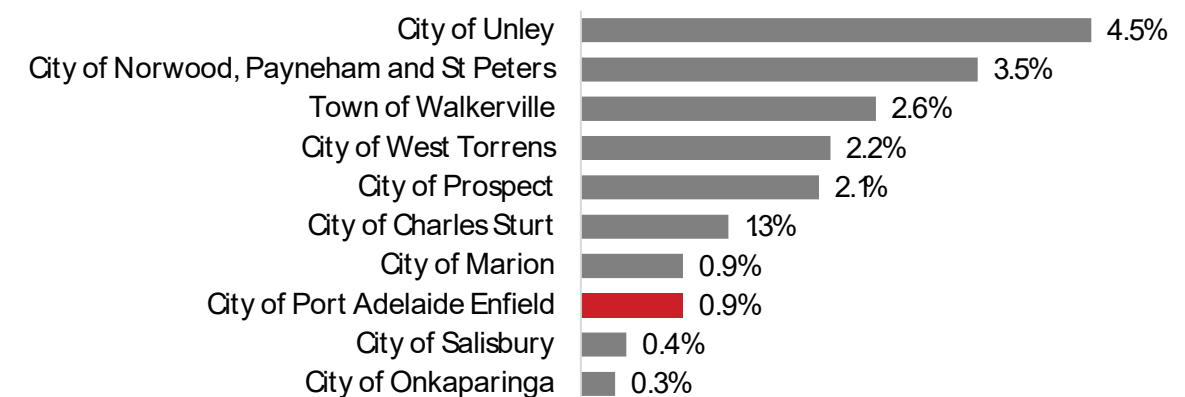 City of Unley 4.5%
City of Norwood, Payneham and St Peters 3.5%
Town of Walkerville 2.6%
City of West Torrens 2.2%
City of Prospect 2.1%
City of Charles Sturt 1.3%
City of Marion 0.9%
City of Port Adelaide Enfield 0.9%
City of Salisbury 0.4%
City of Onkaparinga 0.3%